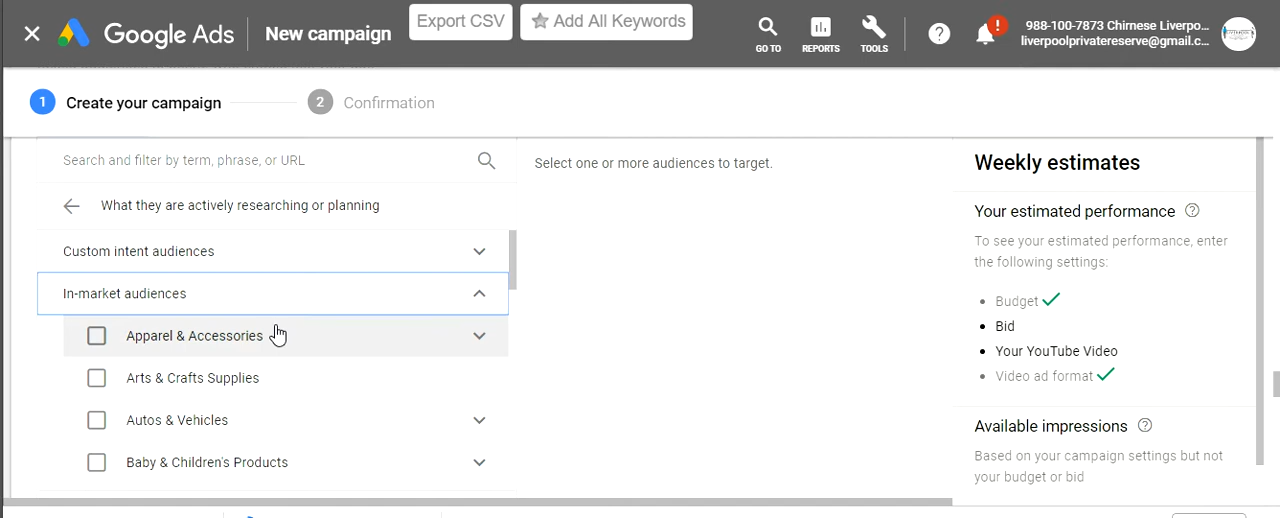 Google Ads
New campaign
Export CSV
Add All Keywords
GO TO
REPORTS
TOOLS
?
!
988-100-7873 Chirnese Liverpo...
liverpoolprivatereserve@gmail.c...
1 Create your campaign
2 Confirmation
Search and filter by term, phrase, or URL
What they are actively researching or planning
Custom intent audiences
In-market audiences
Apparel & Accessories
Arts & Crafts Supplies
Autos & Vehicles
Baby & Children's Products
Select one or more audiences to target.
Weekly estimates
Your estimated performance ?
To see your estimated performance, enter
the following settings:
• Budget
• Bid
• Your YouTube Video
• Video ad format
Available impressions ?
Based on your campaign settings but not
your budget or bid